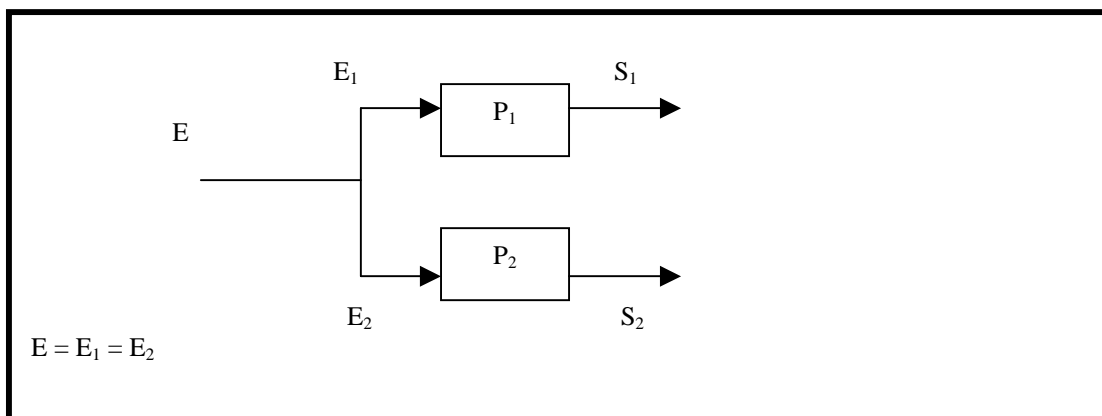 E₁ S₁
P₁
E
P₂
E₂ S₂
E = E₁ = E₂